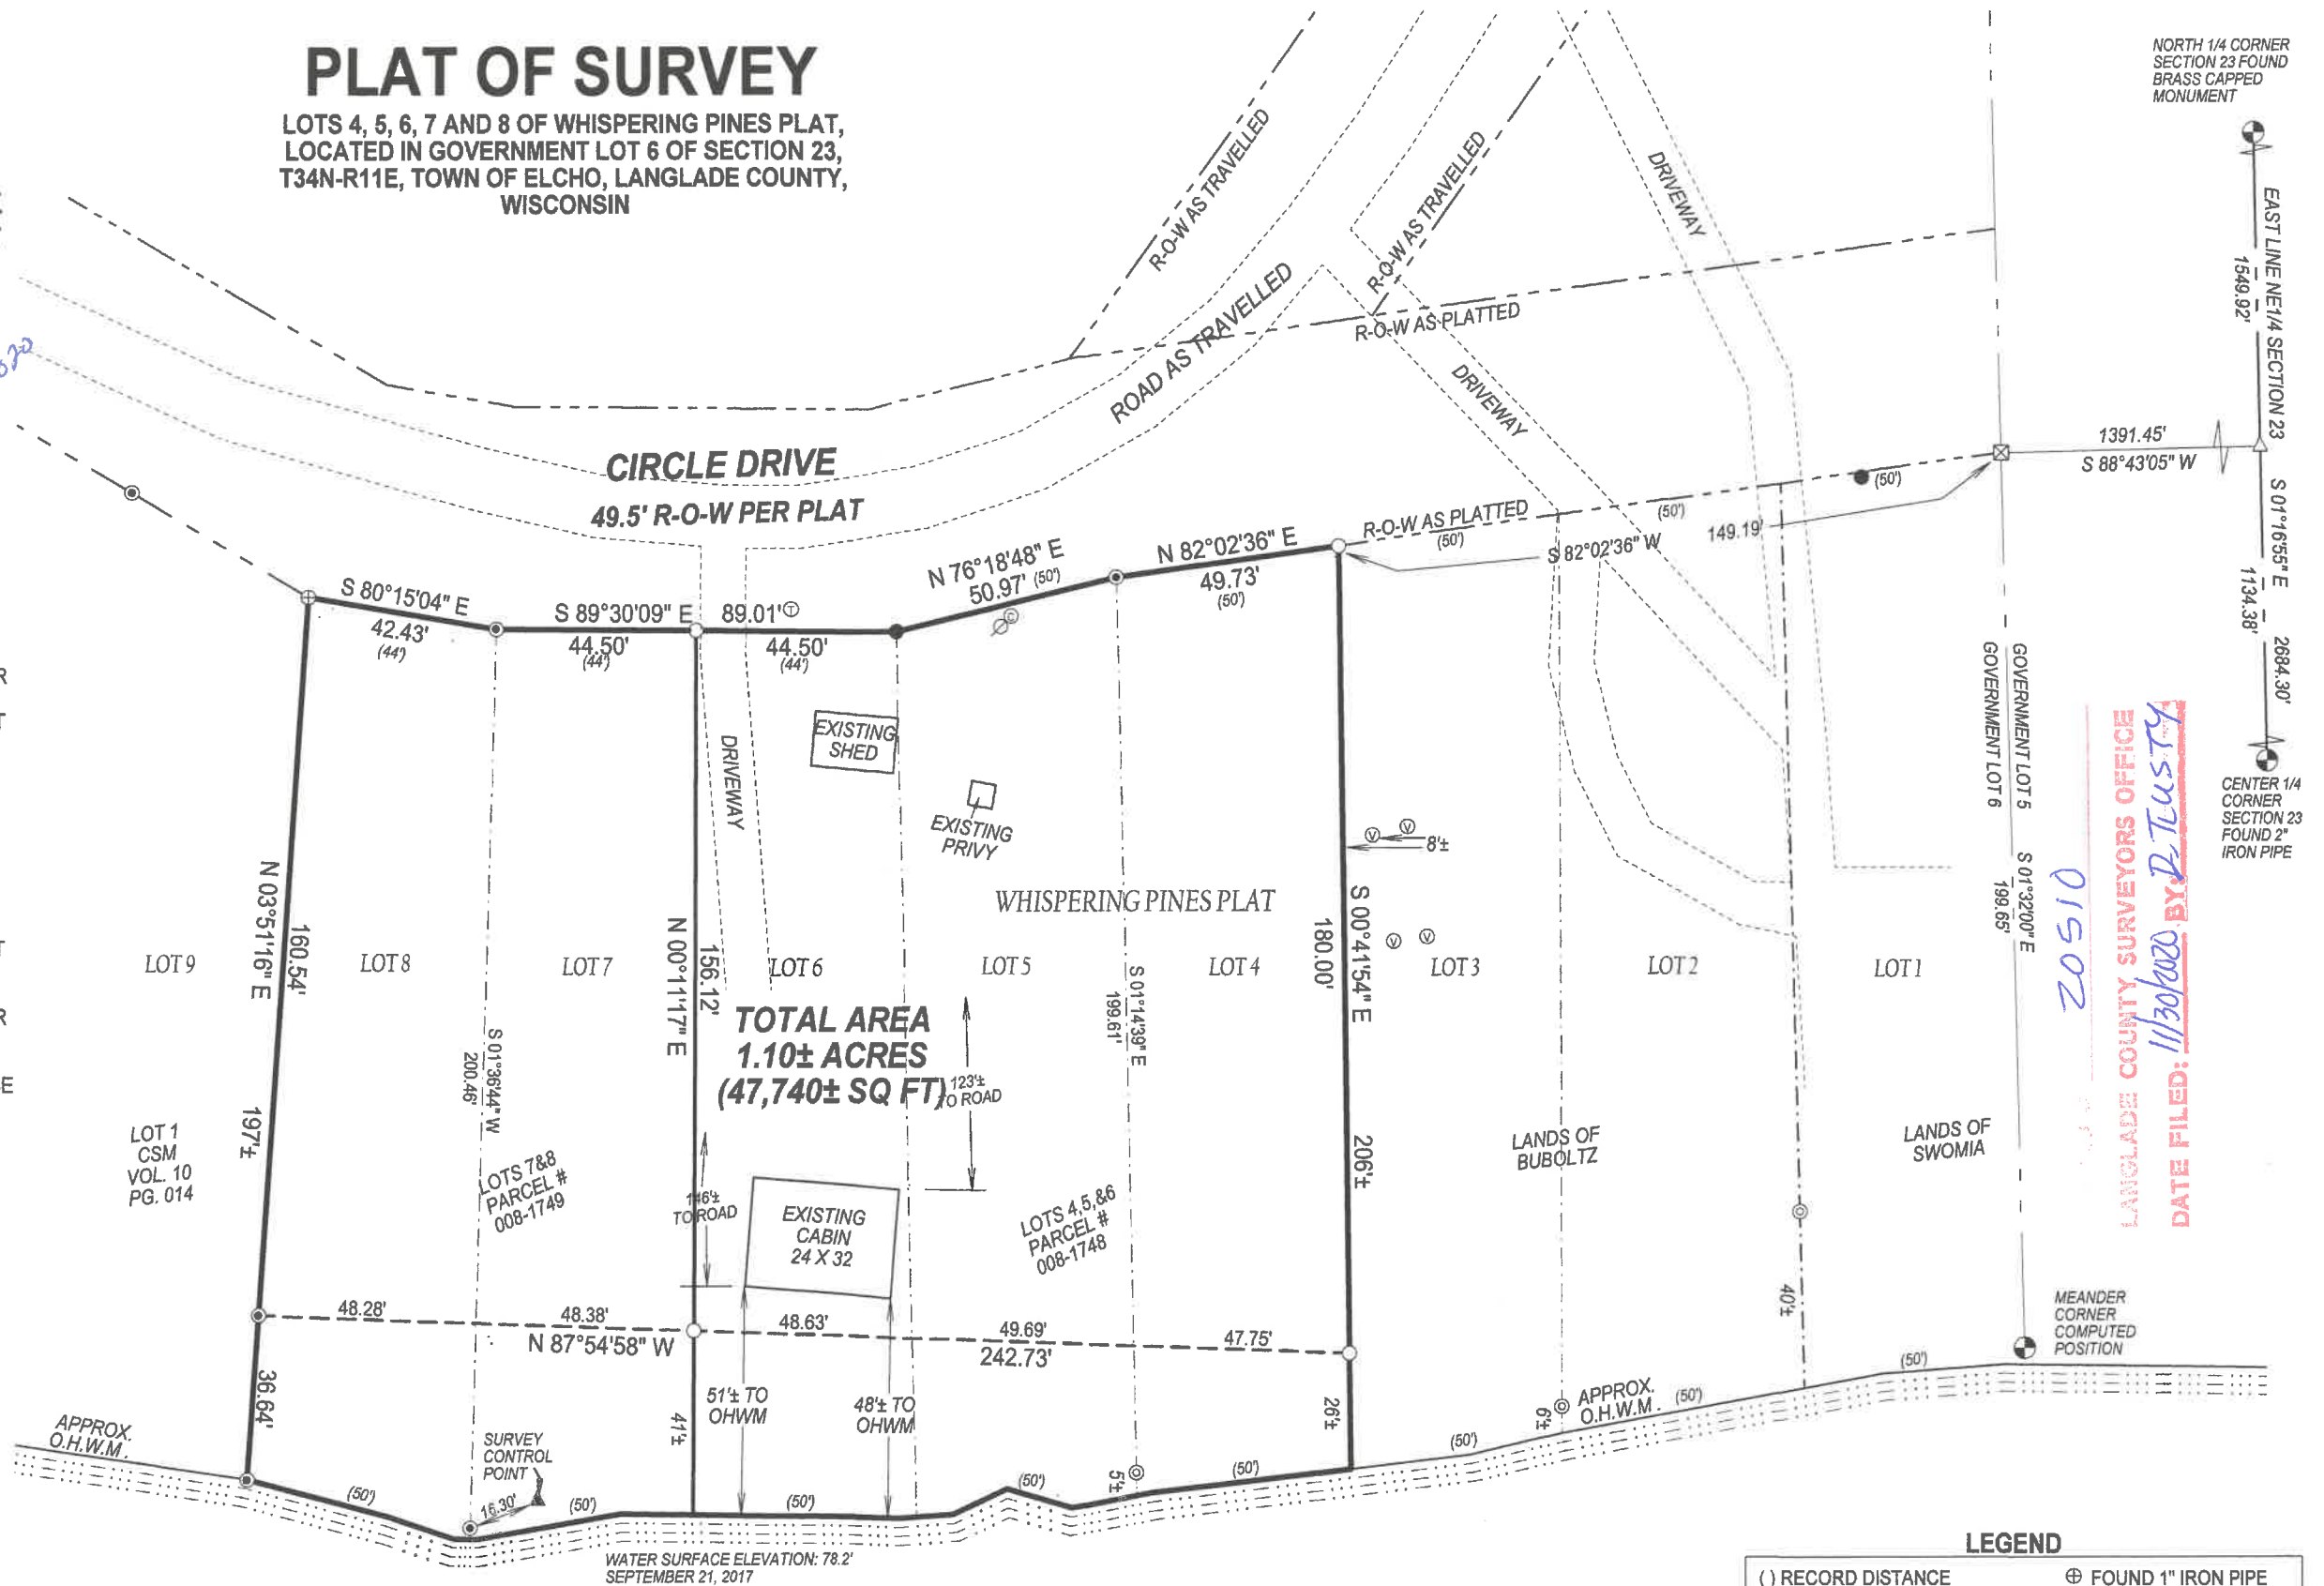 PLAT OF SURVEY
LOTS 4, 5, 6, 7 AND 8 OF WHISPERING PINES PLAT,
LOCATED IN GOVERNMENT LOT 6 OF SECTION 23,
T34N-R11E, TOWN OF ELCHO, LANGLADE COUNTY,
WISCONSIN
NORTH 1/4 CORNER
SECTION 23 FOUND
BRASS CAPPED
MONUMENT
EAST LINE NE1/4 SECTION 23
1549.92'
S 01°16'55" E 2684.30'
1134.38'
CENTER 1/4
CORNER
SECTION 23
FOUND 2"
IRON PIPE
1391.45'
S 88°43'05" W
R-O-W AS TRAVELLED
R-O-W AS TRAVELLED
ROAD AS TRAVELLED
DRIVEWAY
R-O-W AS PLATTED
DRIVEWAY
CIRCLE DRIVE
49.5' R-O-W PER PLAT
R-O-W AS PLATTED
(50')
(50')
(50')
S 82°02'36" W
149.19'
S 80°15'04" E
42.43'
(44')
S 89°30'09" E
89.01' T
44.50'
(44')
44.50'
(44')
N 76°18'48" E
50.97' (50')
C
N 82°02'36" E
49.73'
(50')
EXISTING
SHED
DRIVEWAY
EXISTING
PRIVY
WHISPERING PINES PLAT
V V
8'±
V V
GOVERNMENT LOT 5
GOVERNMENT LOT 6
S 01°32'00" E
199.65'
LOT 9
LOT 8
LOT 7
LOT 6
LOT 5
LOT 4
LOT 3
LOT 2
LOT 1
N 03°51'16" E
160.54'
197'±
36.64'
S 01°36'44" W
200.46'
N 00°11'17" E
156.12'
S 01°14'39" E
199.61'
S 00°41'54" E
180.00'
206'±
TOTAL AREA
1.10± ACRES
(47,740± SQ FT)
123'±
TO ROAD
146'±
TO ROAD
LOT 1
CSM
VOL. 10
PG. 014
LOTS 7&8
PARCEL #
008-1749
EXISTING
CABIN
24 X 32
LOTS 4,5,&6
PARCEL #
008-1748
LANDS OF
BUBOLTZ
LANDS OF
SWOMIA
20510
LANGLADE COUNTY SURVEYORS OFFICE
DATE FILED: 11/30/2020 BY: D. TLUSTY
48.28'
48.38'
48.63'
49.69'
47.75'
N 87°54'58" W
242.73'
41'±
51'± TO
OHWM
48'± TO
OHWM
26'±
40'±
6'±
5'±
MEANDER
CORNER
COMPUTED
POSITION
APPROX.
O.H.W.M.
APPROX.
O.H.W.M.
SURVEY
CONTROL
POINT
16.30'
(50')
(50')
(50')
(50')
(50')
(50')
(50')
(50')
WATER SURFACE ELEVATION: 78.2'
SEPTEMBER 21, 2017
LEGEND
( ) RECORD DISTANCE
⊕ FOUND 1" IRON PIPE